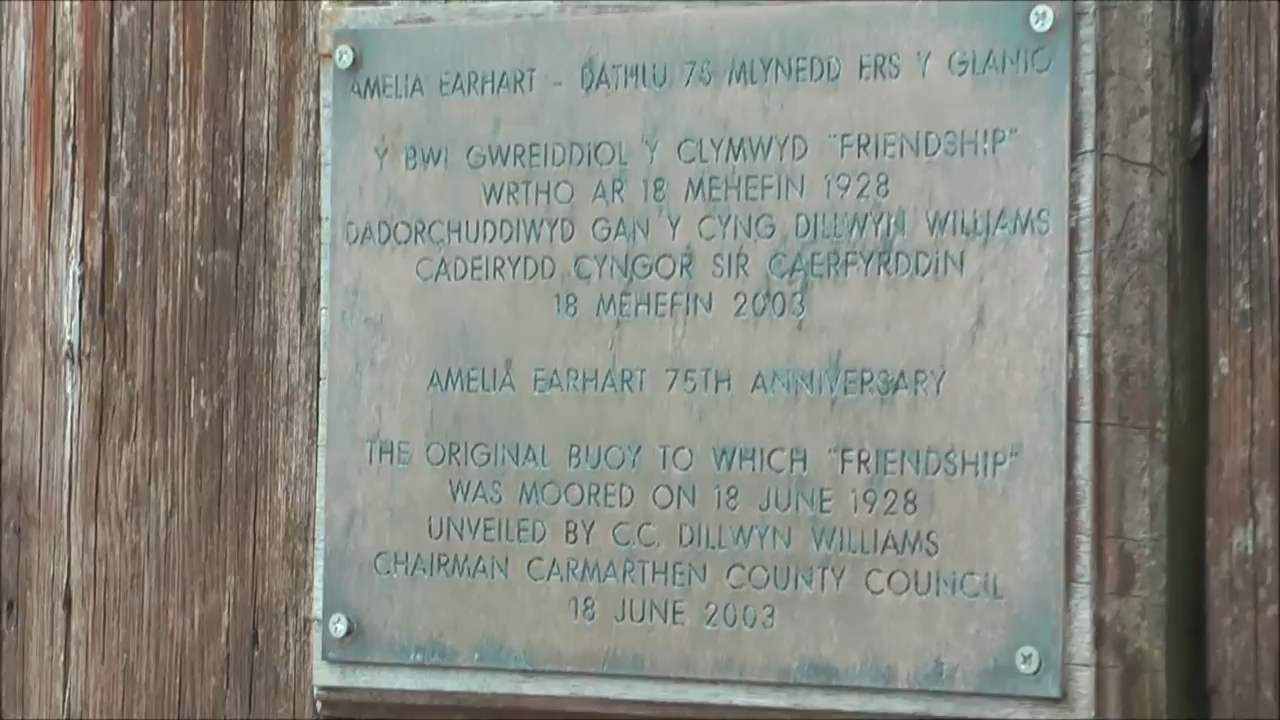 AMELIA EARHART - DATHLU 75 MLYNEDD ERS Y GLANIO
Y BWI GWREIDDIOL Y CLYMWYD "FRIENDSHIP"
WRTHO AR 18 MEHEFIN 1928
DADORCHUDDIWYD GAN Y CYNG DILLWYN WILLIAMS
CADEIRYDD CYNGOR SIR CAERFYRDDIN
18 MEHEFIN 2003
AMELIA EARHART 75TH ANNIVERSARY
THE ORIGINAL BUOY TO WHICH "FRIENDSHIP"
WAS MOORED ON 18 JUNE 1928
UNVEILED BY C.C. DILLWYN WILLIAMS
CHAIRMAN CARMARTHEN COUNTY COUNCIL
18 JUNE 2003